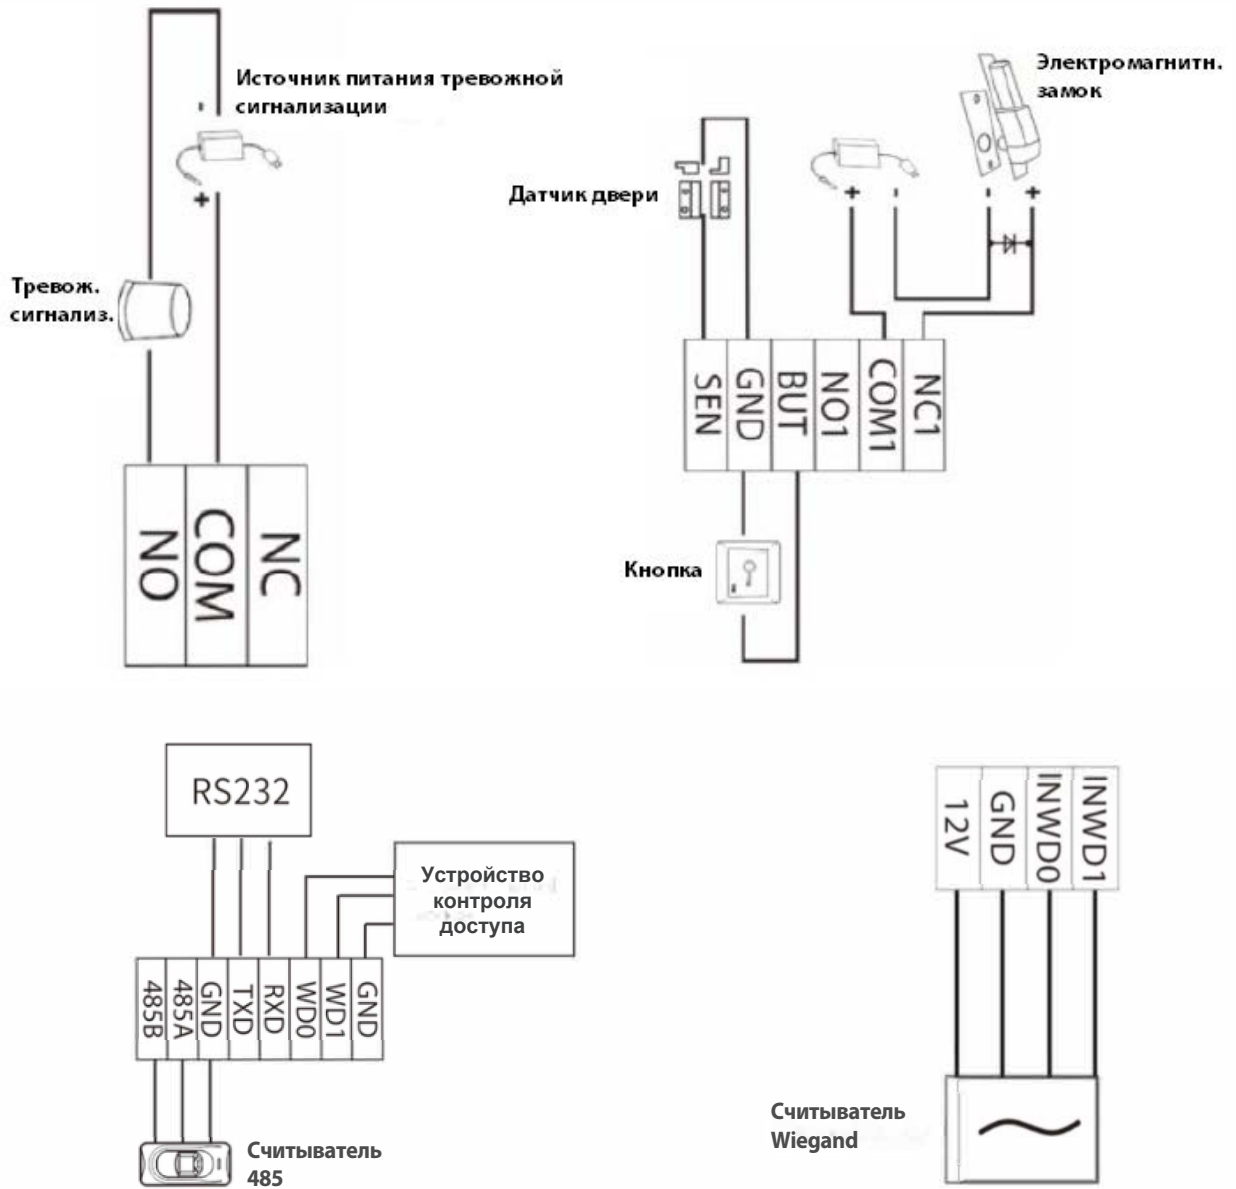 Источник питания тревожной
сигнализации
-
+
Тревож.
сигнализ.
NO
COM
NC
Электромагнитн.
замок
Датчик двери
+ - - +
SEN
GND
BUT
NO1
COM1
NC1
Кнопка
RS232
Устройство
контроля
доступа
485B
485A
GND
TXD
RXD
WD0
WD1
GND
Считыватель
485
12V
GND
INWD0
INWD1
Считыватель
Wiegand